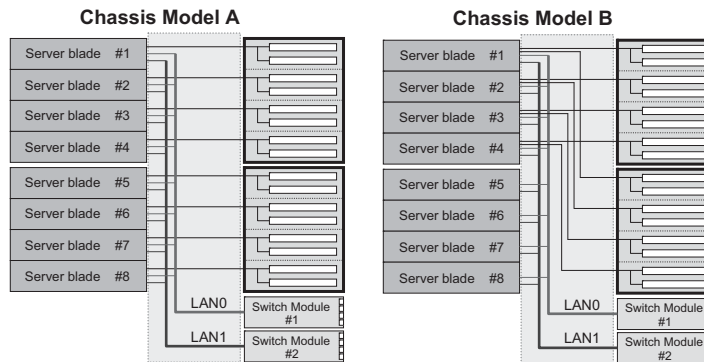 Chassis Model A
Server blade #1
Server blade #2
Server blade #3
Server blade #4
Server blade #5
Server blade #6
Server blade #7
Server blade #8
LAN0
Switch Module
#1
LAN1
Switch Module
#2
Chassis Model B
Server blade #1
Server blade #2
Server blade #3
Server blade #4
Server blade #5
Server blade #6
Server blade #7
Server blade #8
LAN0
Switch Module
#1
LAN1
Switch Module
#2